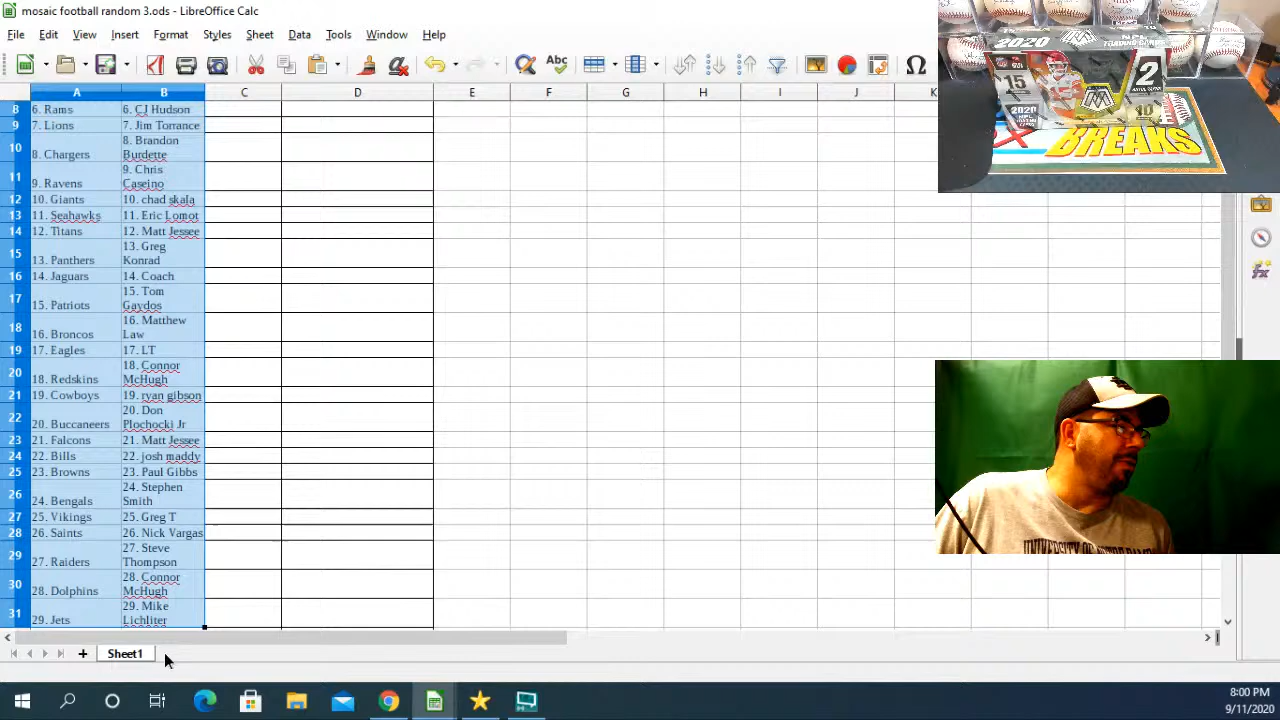 mosaic football random 3.ods - LibreOffice Calc
File Edit View Insert Format Styles Sheet Data Tools Window Help
A B C D E F G H I J K
8 6. Rams 6. CJ Hudson
9 7. Lions 7. Jim Torrance
10 8. Chargers 8. Brandon
Burdette
11 9. Ravens 9. Chris
Caseino
12 10. Giants 10. chad skala
13 11. Seahawks 11. Eric Lomot
14 12. Titans 12. Matt Jessee
15 13. Panthers 13. Greg
Konrad
16 14. Jaguars 14. Coach
17 15. Patriots 15. Tom
Gaydos
18 16. Broncos 16. Matthew
Law
19 17. Eagles 17. LT
20 18. Redskins 18. Connor
McHugh
21 19. Cowboys 19. ryan gibson
22 20. Buccaneers 20. Don
Plochocki Jr
23 21. Falcons 21. Matt Jessee
24 22. Bills 22. josh maddy
25 23. Browns 23. Paul Gibbs
26 24. Bengals 24. Stephen
Smith
27 25. Vikings 25. Greg T
28 26. Saints 26. Nick Vargas
29 27. Raiders 27. Steve
Thompson
30 28. Dolphins 28. Connor
McHugh
31 29. Jets 29. Mike
Lichliter
Sheet1
8:00 PM
9/11/2020
2020
15
2
2020
10
BREAKS